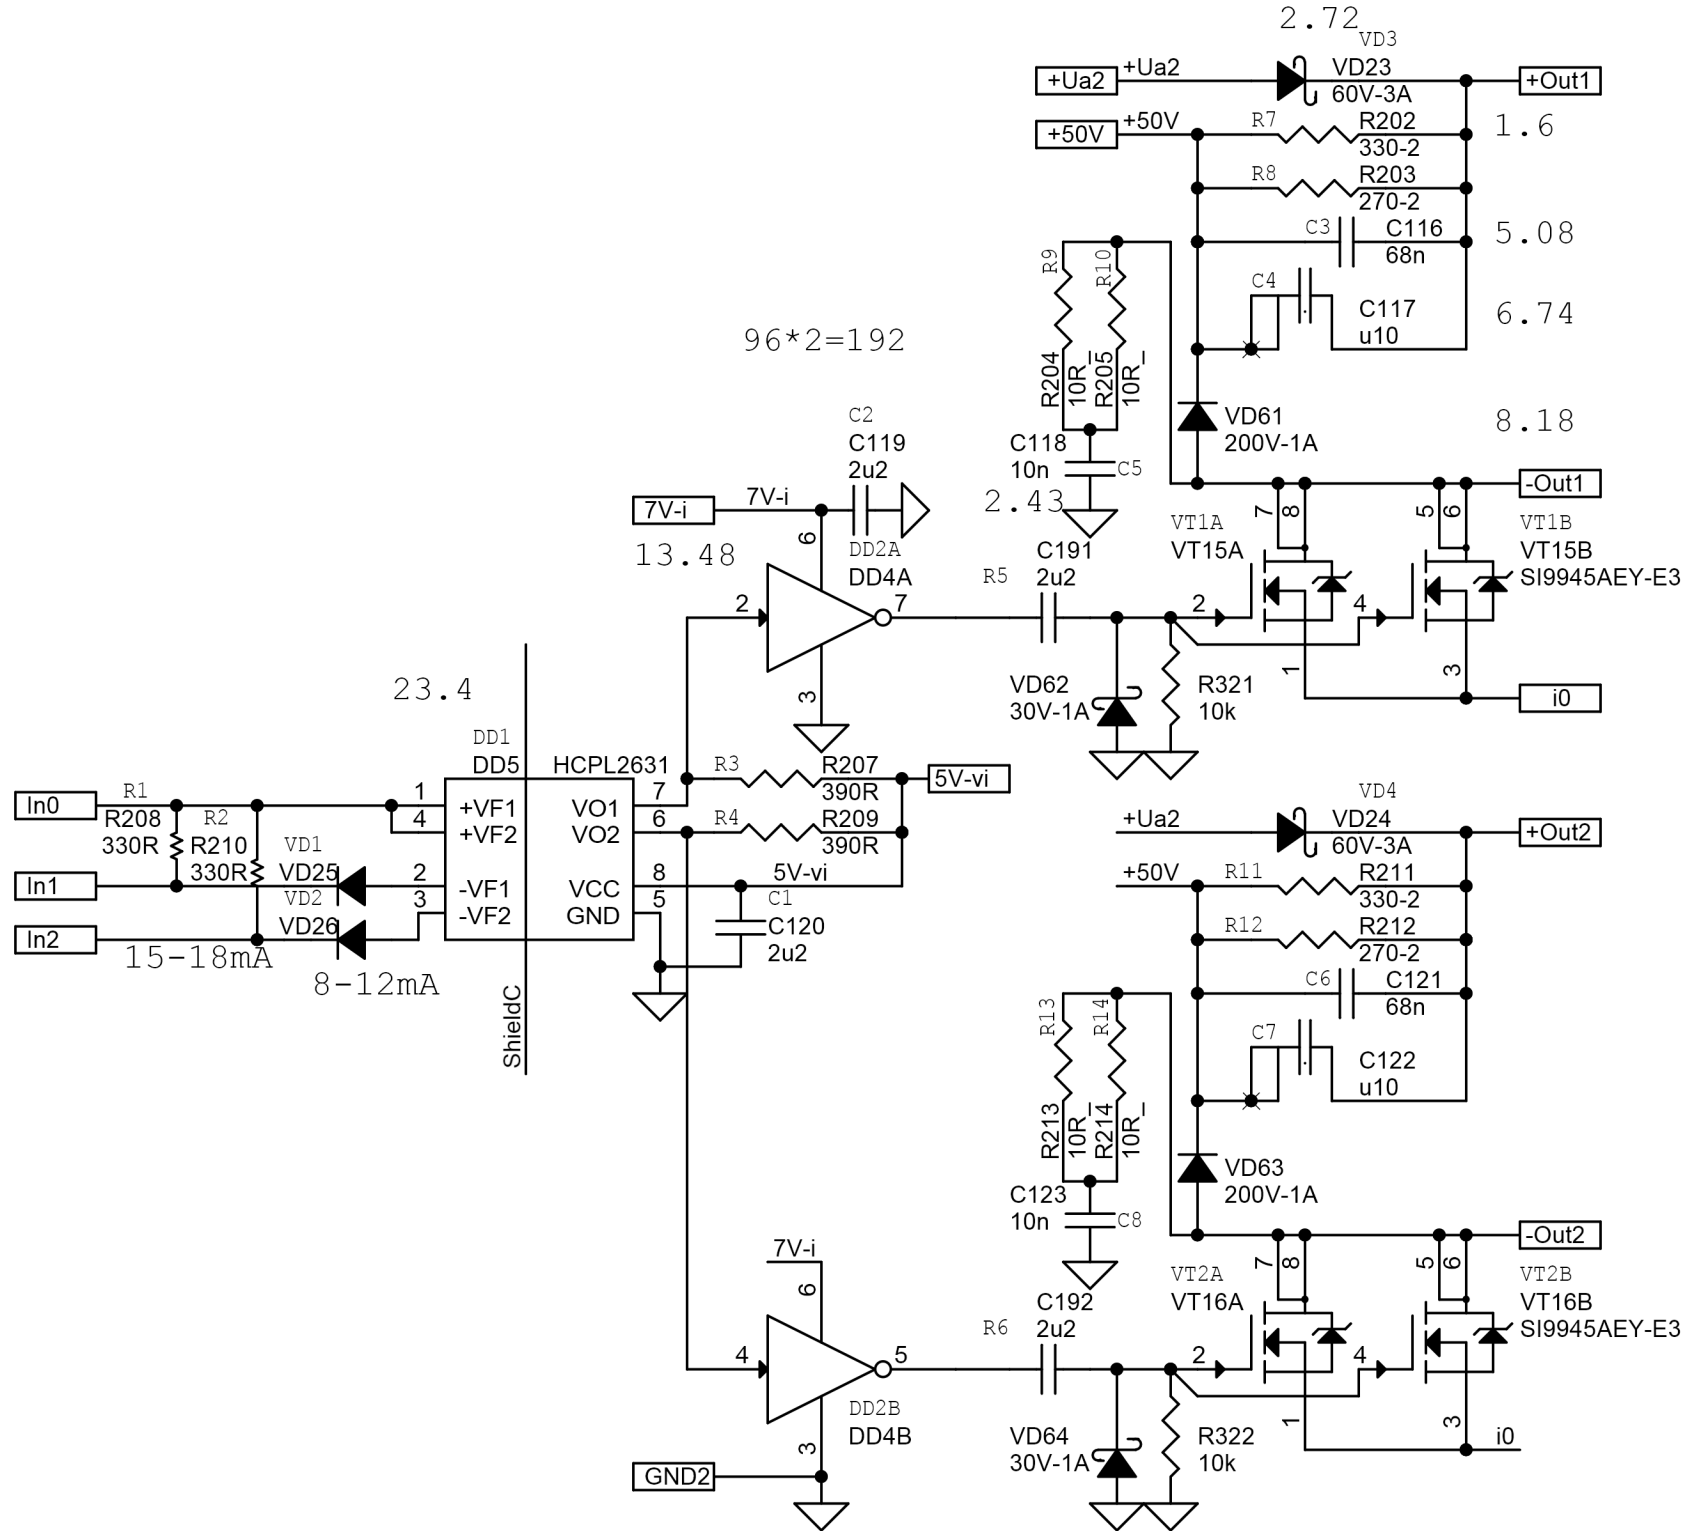 2.72
VD3
+Ua2
+Ua2
VD23
60V-3A
+Out1
+50V
+50V
R7
R202
330-2
1.6
R8
R203
270-2
C3
C116
68n
5.08
R9
R10
C4
C117
u10
6.74
96*2=192
R204
10R_
R205
10R_
VD61
200V-1A
8.18
C2
C119
2u2
C118
10n
C5
7V-i
7V-i
2.43
-Out1
13.48
6
DD2A
DD4A
7
8
5
6
VT1A
VT15A
VT1B
VT15B
SI9945AEY-E3
R5
C191
2u2
2
7
2
4
3
1
3
23.4
VD62
30V-1A
R321
10k
i0
DD1
DD5
HCPL2631
R3
R207
390R
5V-vi
In0
R1
R208
330R
R2
R210
330R
1
+VF1
4
+VF2
VO1
7
VO2
6
R4
R209
390R
VD1
VD25
VD2
VD26
In1
In2
2
-VF1
3
-VF2
VCC
8
GND
5
5V-vi
C1
C120
2u2
15-18mA
8-12mA
ShieldC
+Ua2
VD4
VD24
60V-3A
+Out2
+50V
R11
R211
330-2
R12
R212
270-2
C6
C121
68n
R13
R14
C7
C122
u10
R213
10R_
R214
10R_
VD63
200V-1A
C123
10n
C8
7V-i
-Out2
6
7
8
5
6
VT2A
VT16A
VT2B
VT16B
SI9945AEY-E3
R6
C192
2u2
4
5
2
4
DD2B
DD4B
3
1
3
VD64
30V-1A
R322
10k
i0
GND2